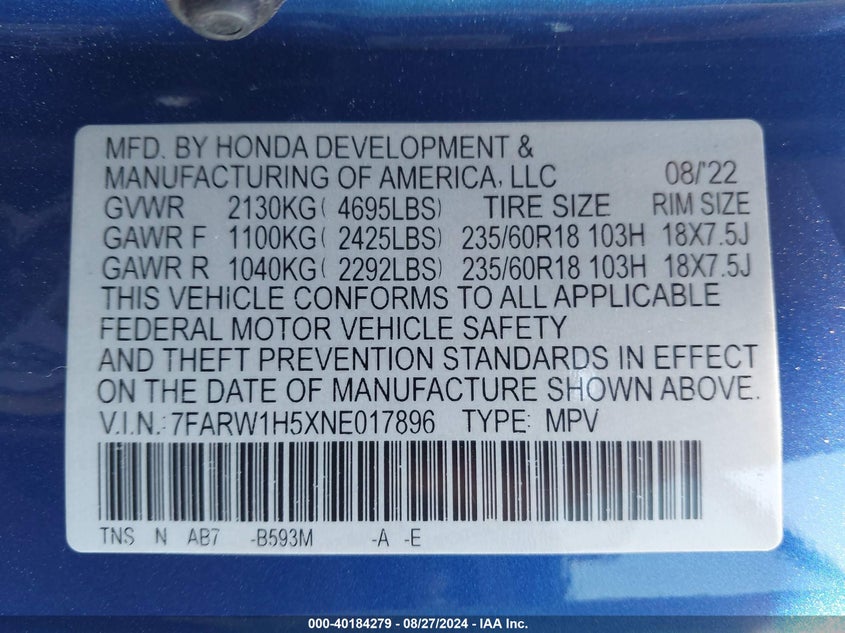 MFD. BY HONDA DEVELOPMENT &
MANUFACTURING OF AMERICA, LLC 08/'22
GVWR 2130KG( 4695LBS) TIRE SIZE RIM SIZE
GAWR F 1100KG( 2425LBS) 235/60R18 103H 18X7.5J
GAWR R 1040KG( 2292LBS) 235/60R18 103H 18X7.5J
THIS VEHICLE CONFORMS TO ALL APPLICABLE
FEDERAL MOTOR VEHICLE SAFETY
AND THEFT PREVENTION STANDARDS IN EFFECT
ON THE DATE OF MANUFACTURE SHOWN ABOVE.
V.I.N.: 7FARW1H5XNE017896 TYPE: MPV
TNS N AB7 -B593M -A -E
000-40184279 - 08/27/2024 - IAA Inc.